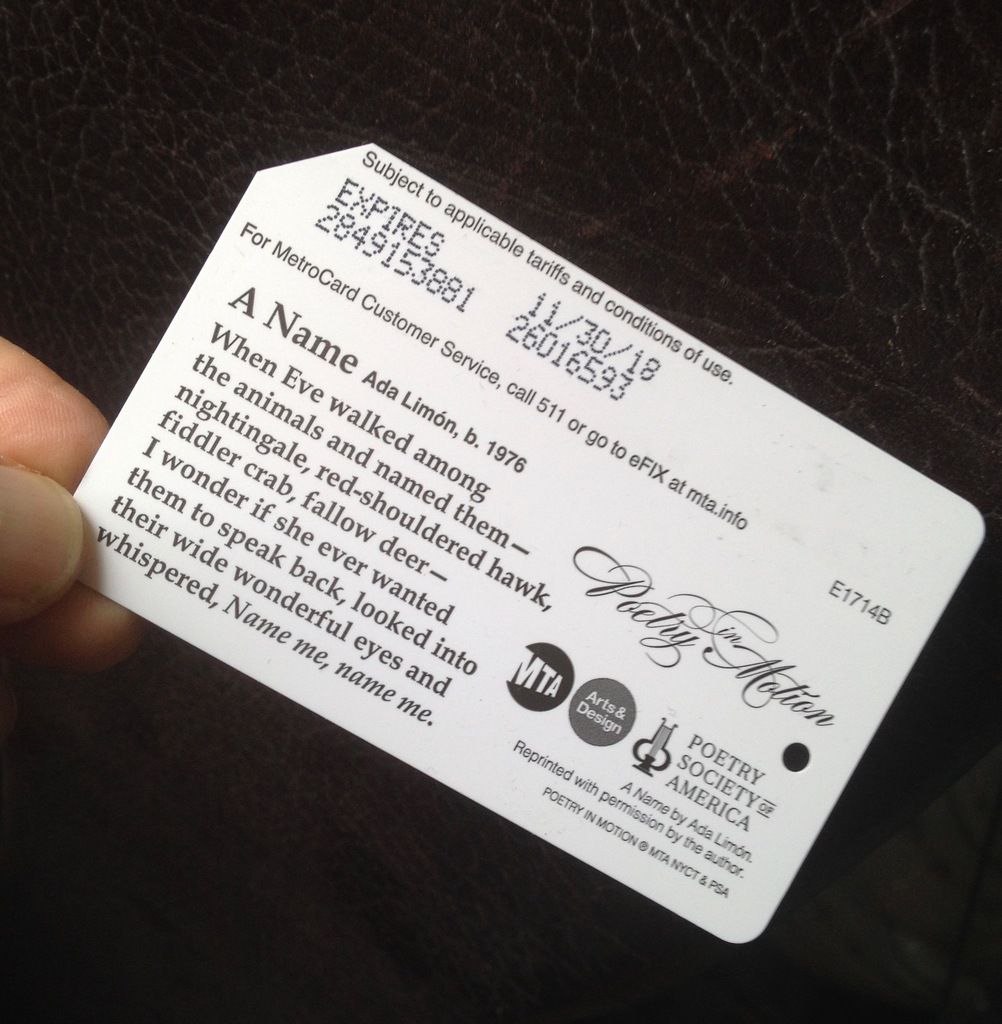 Subject to applicable tariffs and conditions of use.
EXPIRES 11/30/18
2849153881 26016593
For MetroCard Customer Service, call 511 or go to eFIX at mta.info
A Name Ada Limón, b. 1976
When Eve walked among
the animals and named them—
nightingale, red-shouldered hawk,
fiddler crab, fallow deer—
I wonder if she ever wanted
them to speak back, looked into
their wide wonderful eyes and
whispered, Name me, name me.
E1714B
Poetry in Motion
MTA
Arts &
Design
POETRY
SOCIETY OF
AMERICA
A Name by Ada Limón.
Reprinted with permission by the author.
POETRY IN MOTION ® MTA NYCT & PSA